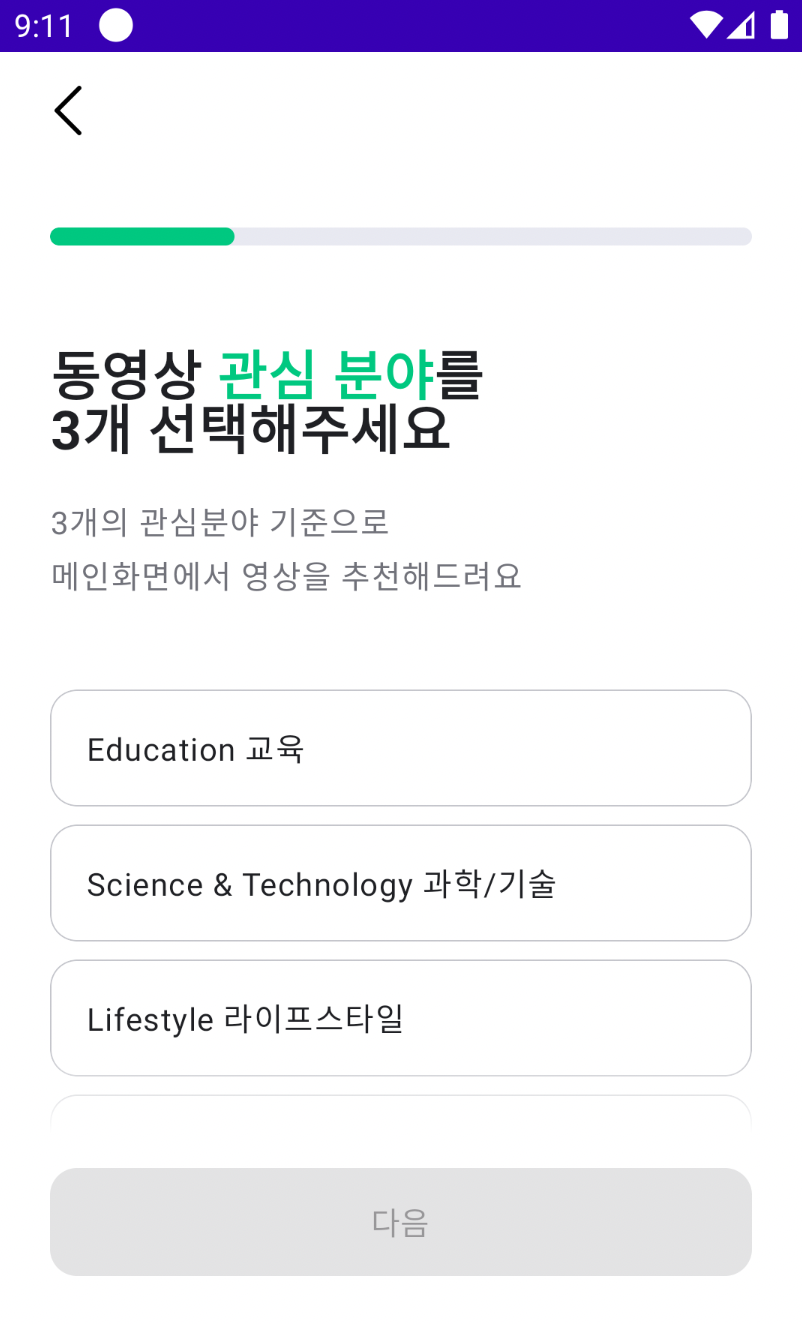 9:11
동영상 관심 분야를
3개 선택해주세요
3개의 관심분야 기준으로
메인화면에서 영상을 추천해드려요
Education 교육
Science & Technology 과학/기술
Lifestyle 라이프스타일
다음